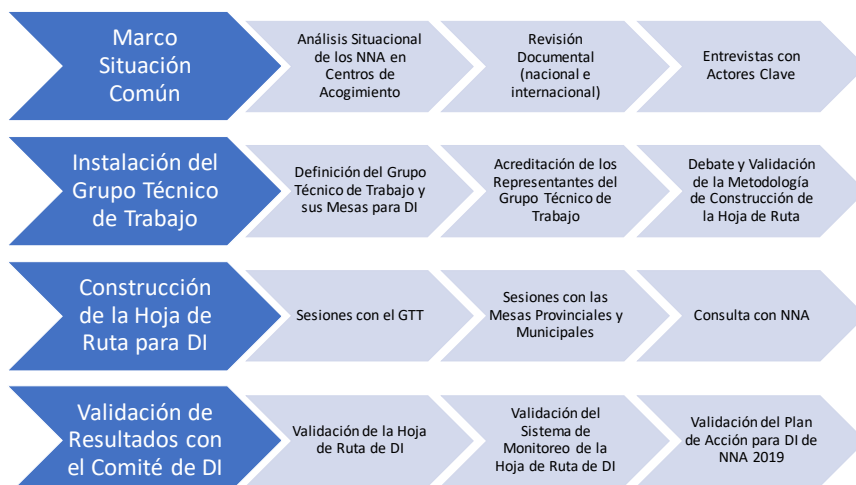 Marco
Situación
Común
Análisis Situacional
de los NNA en
Centros de
Acogimiento
Revisión
Documental
(nacional e
internacional)
Entrevistas con
Actores Clave
Instalación del
Grupo Técnico
de Trabajo
Definición del Grupo
Técnico de Trabajo y
sus Mesas para DI
Acreditación de los
Representantes del
Grupo Técnico de
Trabajo
Debate y Validación
de la Metodología
de Construcción de
la Hoja de Ruta
Construcción
de la Hoja de
Ruta para DI
Sesiones con el GTT
Sesiones con las
Mesas Provinciales y
Municipales
Consulta con NNA
Validación de
Resultados con
el Comité de DI
Validación de la Hoja
de Ruta de DI
Validación del
Sistema de
Monitoreo de la
Hoja de Ruta de DI
Validación del Plan
de Acción para DI de
NNA 2019